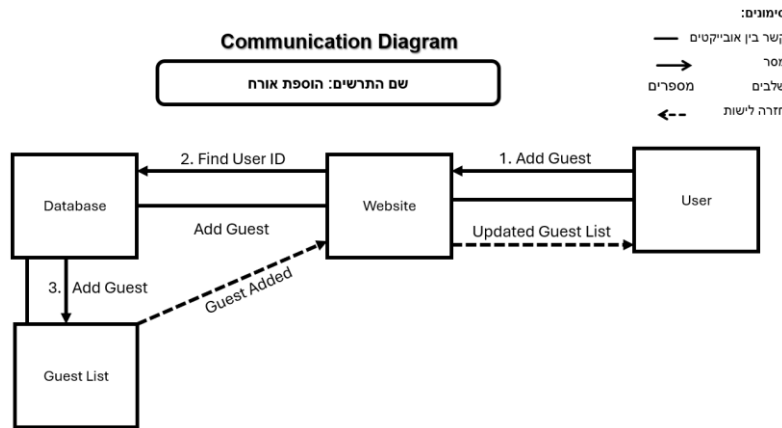 סימונים:
קשר בין אובייקטים
מסר
מספרים שלבים
חזרה לישות
Communication Diagram
שם התרשים: הוספת אורח
2. Find User ID
1. Add Guest
Database
Website
User
Add Guest
Updated Guest List
3. Add Guest
Guest Added
Guest List